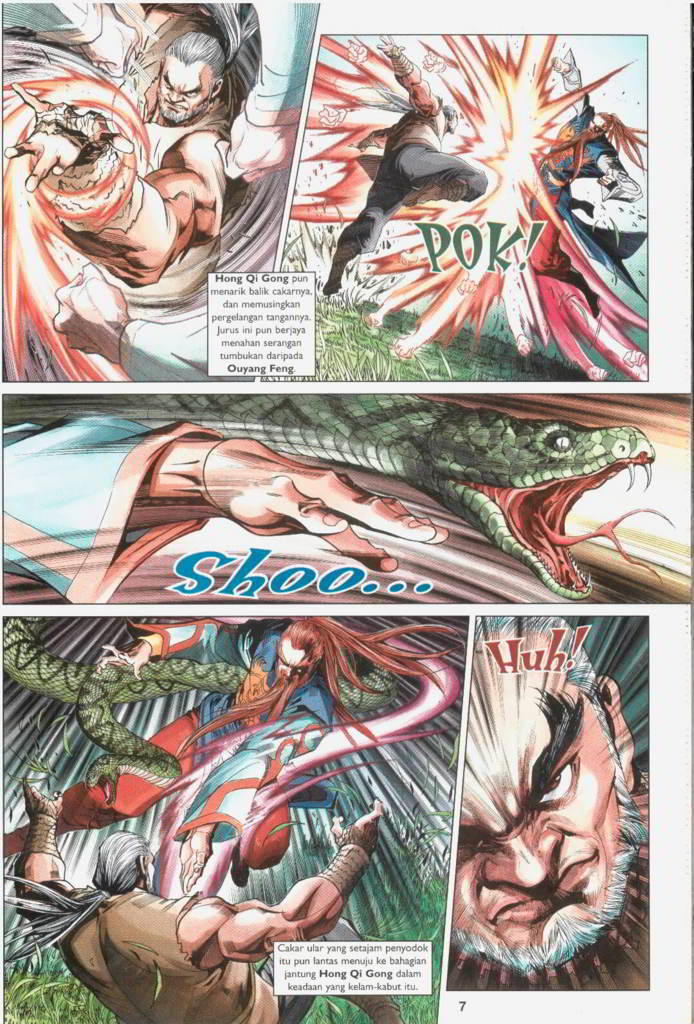 Hong Qi Gong pun
menarik balik cakarnya,
dan memusingkan
pergelangan tangannya.
Jurus ini pun berjaya
menahan serangan
tumbukan daripada
Ouyang Feng.
POK!
Shoo...
Huh!
Cakar ular yang setajam penyodok
itu pun lantas menuju ke bahagian
jantung Hong Qi Gong dalam
keadaan yang kelam-kabut itu.
7